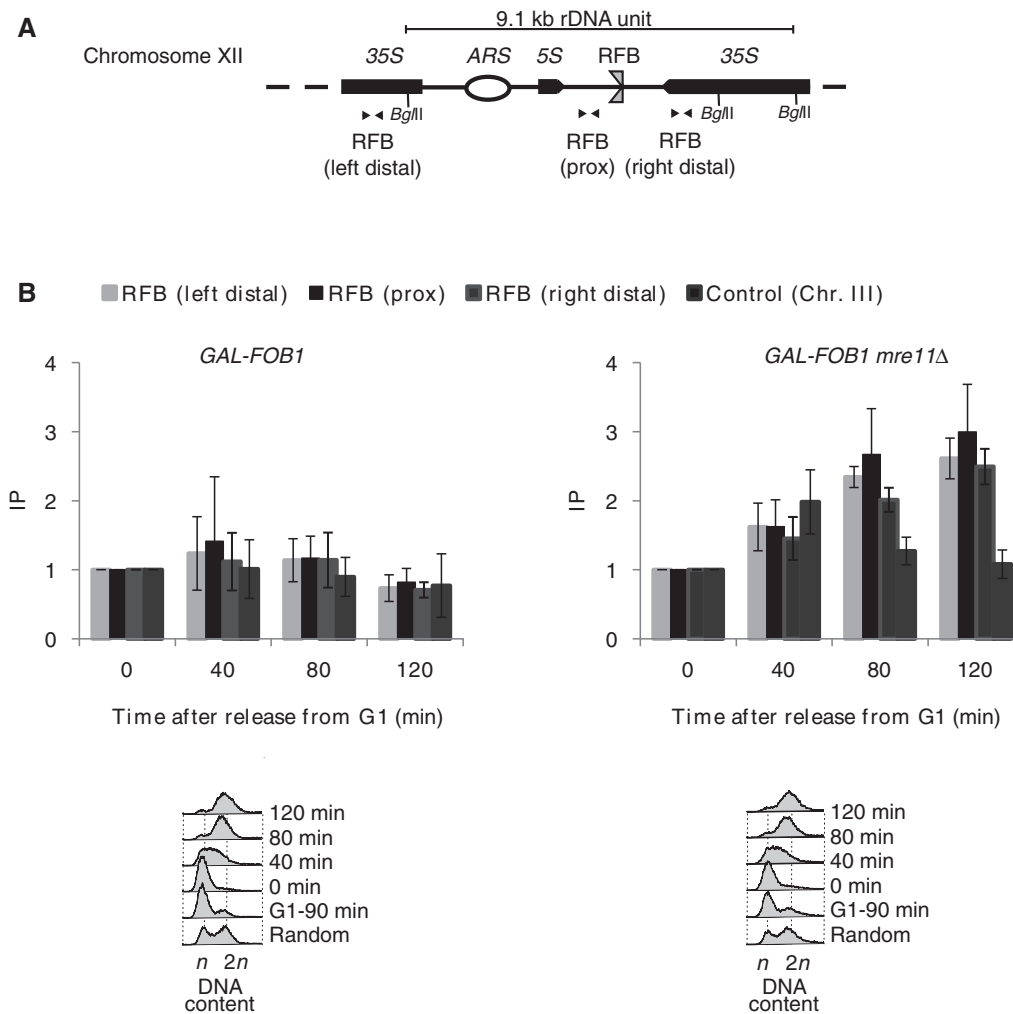 A
9.1 kb rDNA unit
Chromosome XII
35S ARS 5S RFB 35S
BglII BglII BglII
RFB (left distal)
RFB (prox)
RFB (right distal)
B
RFB (left distal) RFB (prox) RFB (right distal) Control (Chr. III)
GAL-FOB1
4
3
2
1
0
IP
0 40 80 120
Time after release from G1 (min)
120 min
80 min
40 min
0 min
G1-90 min
Random
n 2n
DNA
content
GAL-FOB1 mre11Δ
4
3
2
1
0
IP
0 40 80 120
Time after release from G1 (min)
120 min
80 min
40 min
0 min
G1-90 min
Random
n 2n
DNA
content